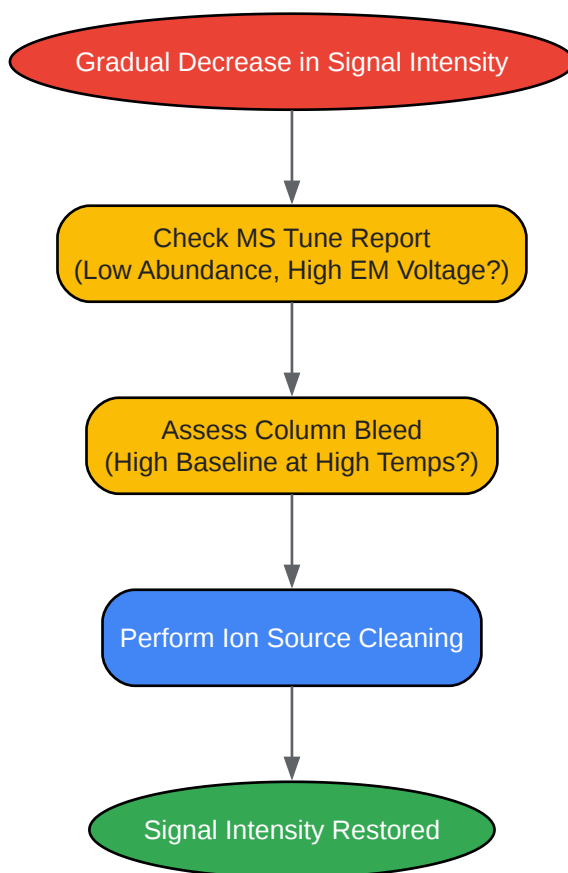 Gradual Decrease in Signal Intensity
Check MS Tune Report
(Low Abundance, High EM Voltage?)
Assess Column Bleed
(High Baseline at High Temps?)
Perform Ion Source Cleaning
Signal Intensity Restored